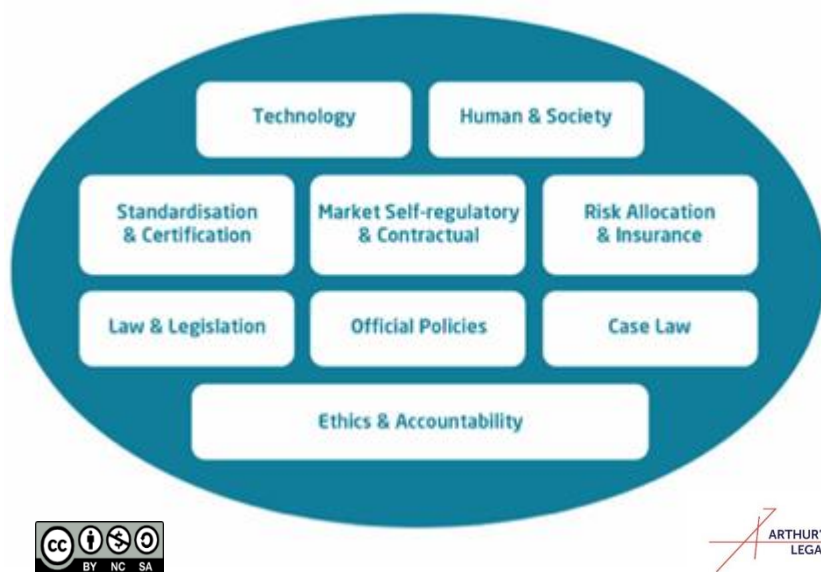 Technology
Human & Society
Standardisation
& Certification
Market Self-regulatory
& Contractual
Risk Allocation
& Insurance
Law & Legislation
Official Policies
Case Law
Ethics & Accountability
cc
BY NC SA
ARTHUR'
LEGA